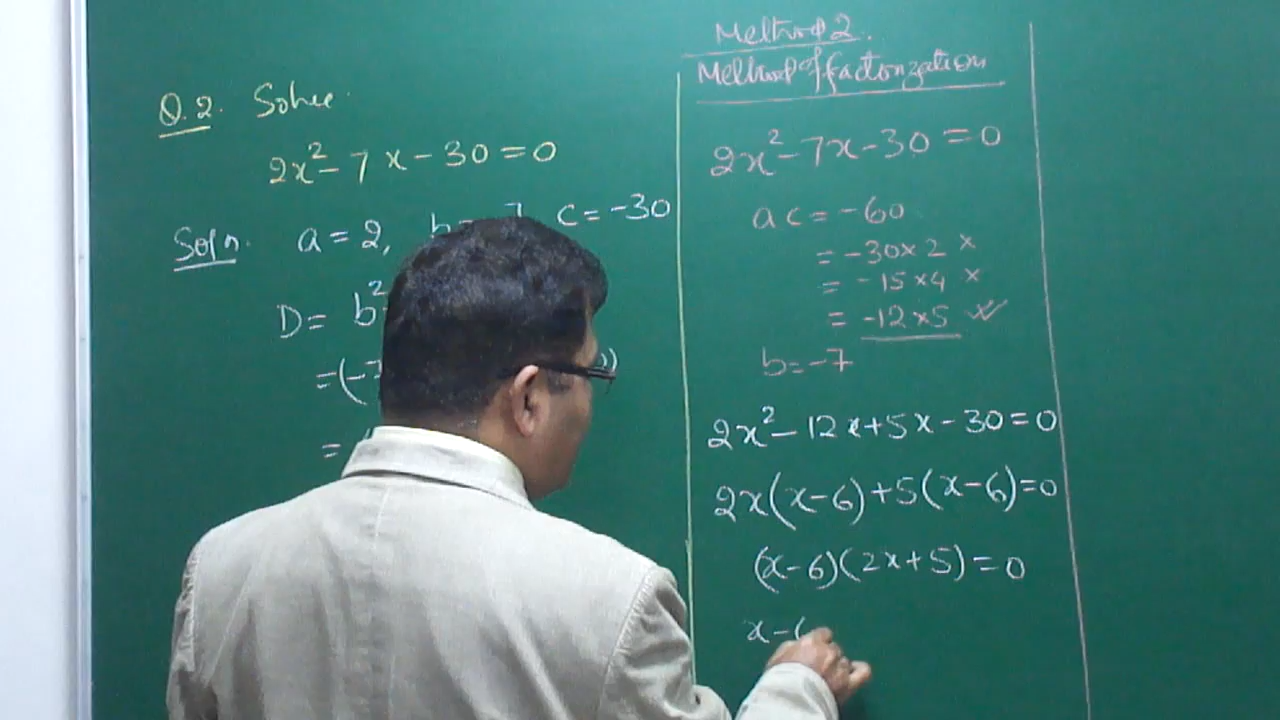 Q.2. Solve
2x² - 7x - 30 = 0
Soln. a = 2, b = -7 c = -30
D = b²
= (-7
=
Method 2.
Method of factorization
2x² - 7x - 30 = 0
ac = -60
= -30 × 2 ×
= -15 × 4 ×
= -12 × 5 ✓✓
b = -7
2x² - 12x + 5x - 30 = 0
2x(x-6) + 5(x-6) = 0
(x-6)(2x+5) = 0
x -